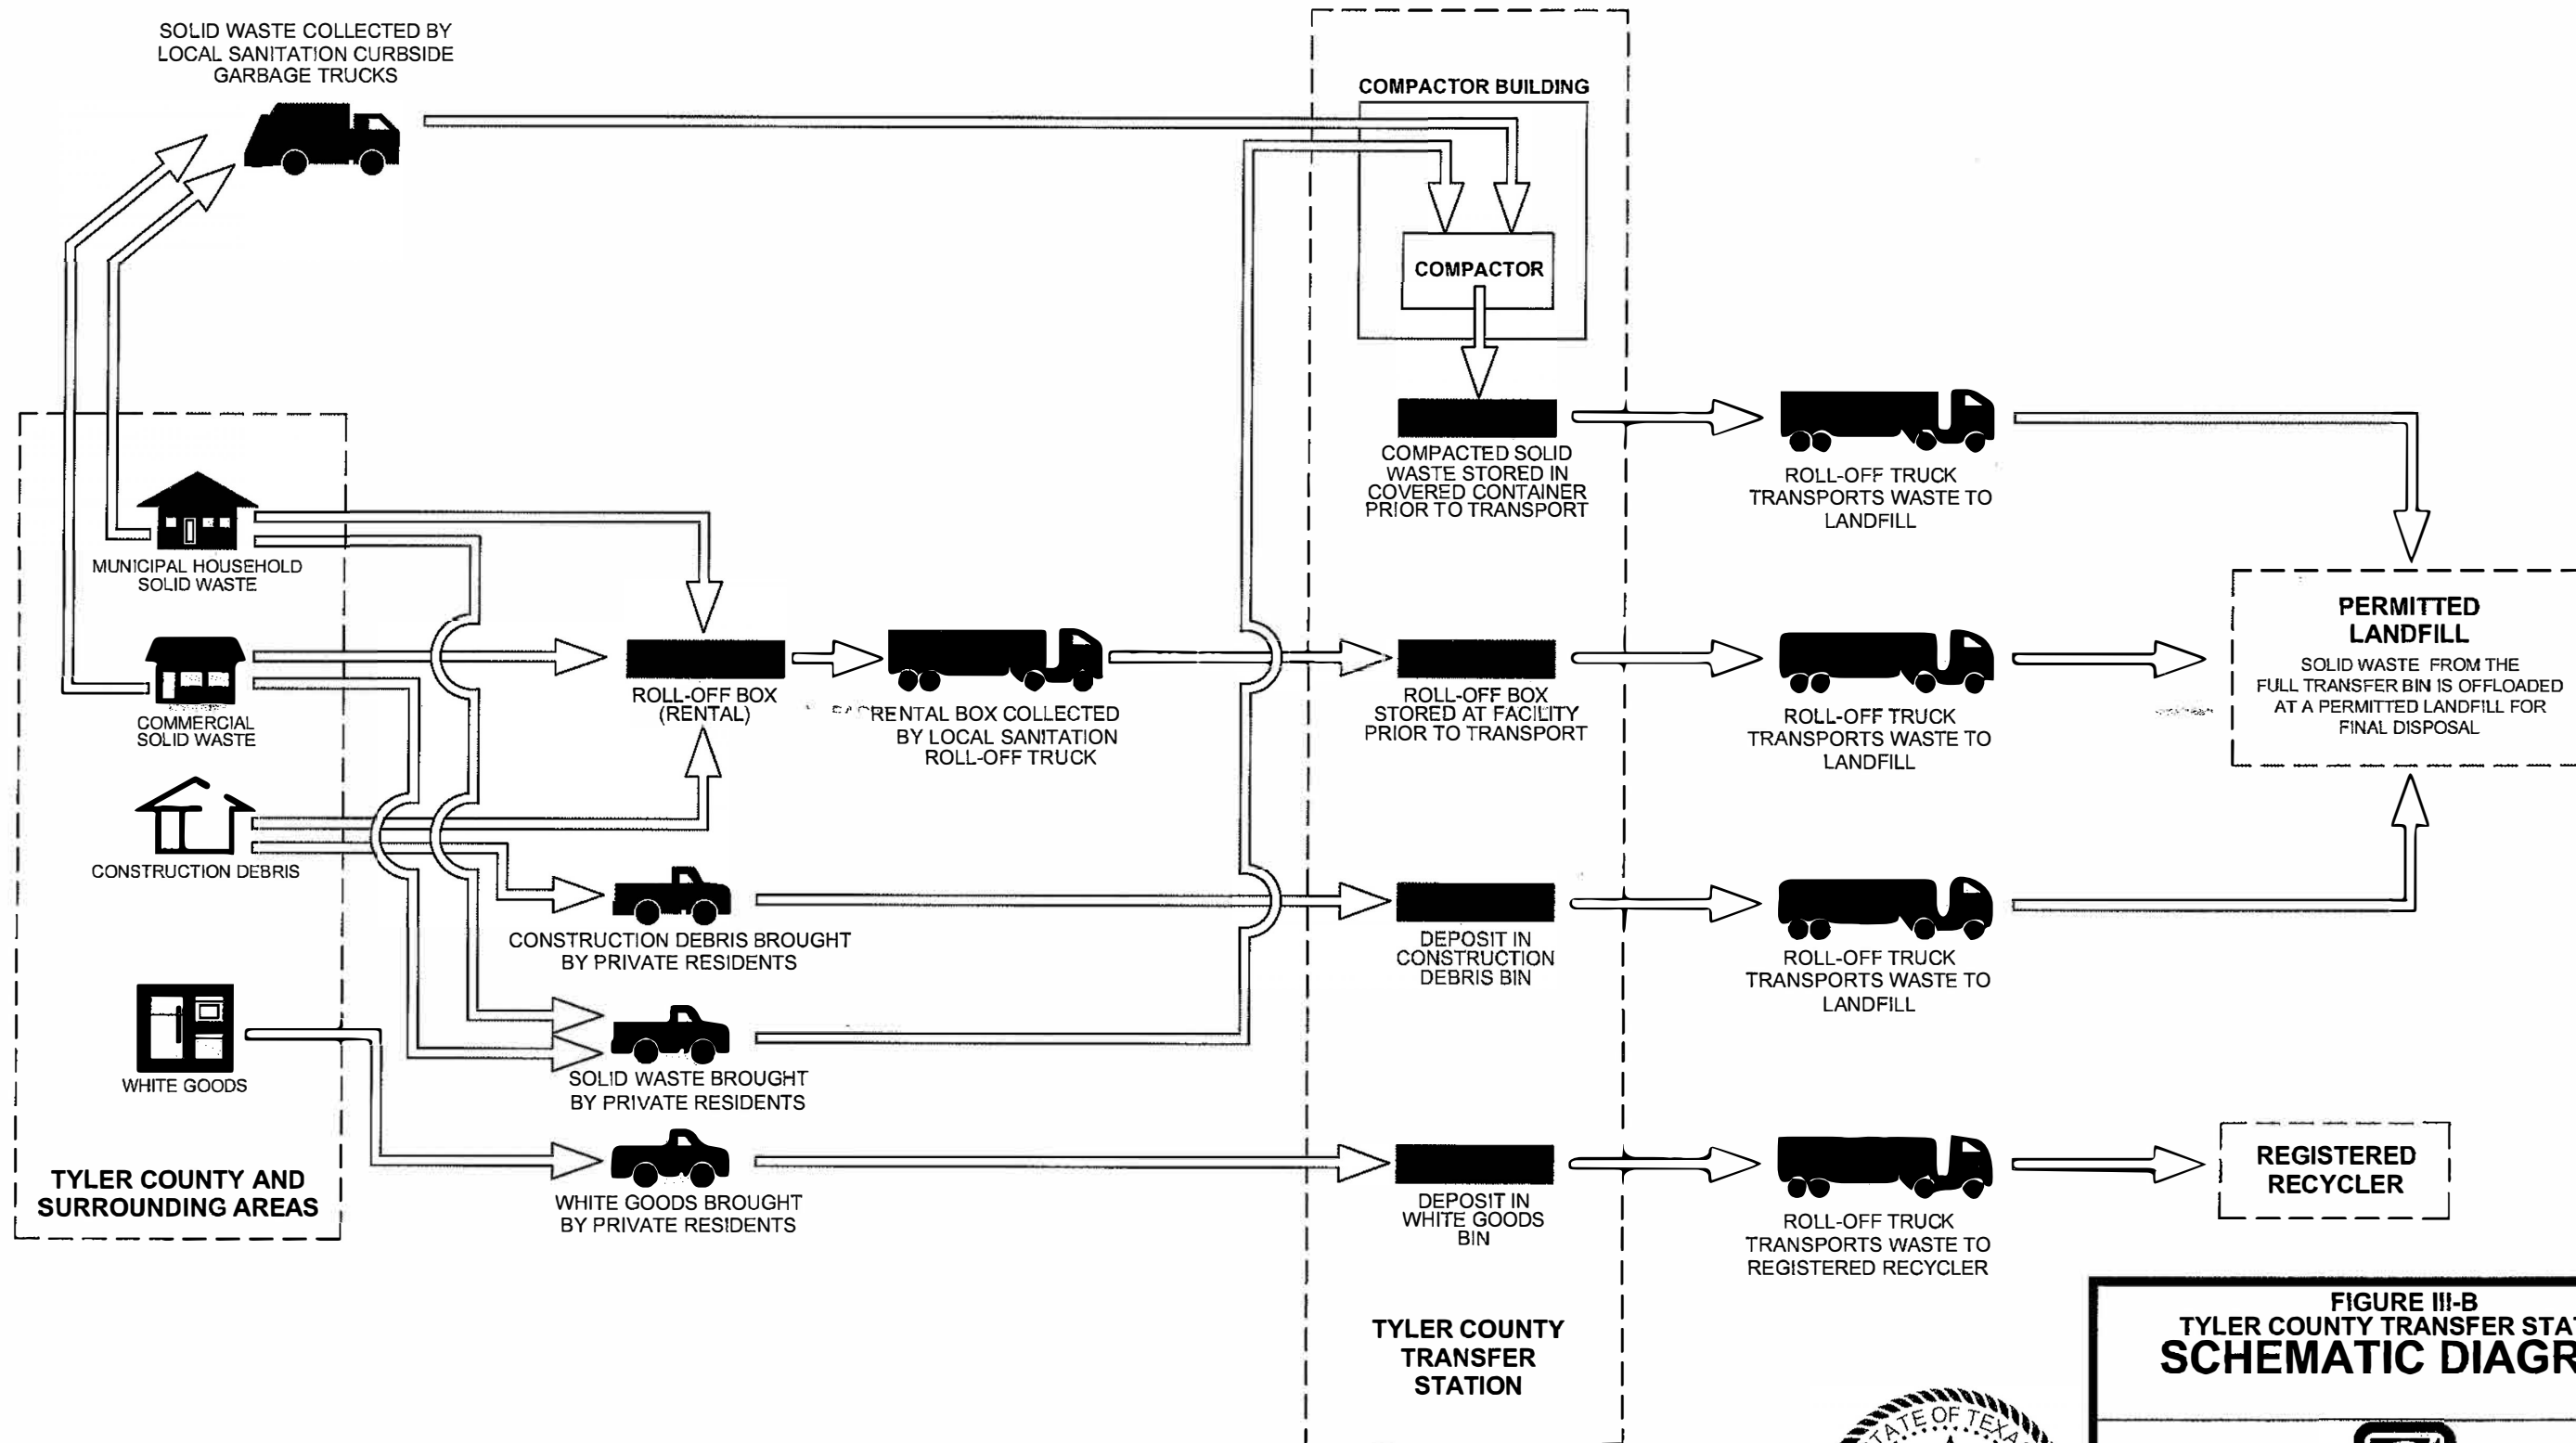 SOLID WASTE COLLECTED BY
LOCAL SANITATION CURBSIDE
GARBAGE TRUCKS
COMPACTOR BUILDING
COMPACTOR
COMPACTED SOLID
WASTE STORED IN
COVERED CONTAINER
PRIOR TO TRANSPORT
ROLL-OFF TRUCK
TRANSPORTS WASTE TO
LANDFILL
MUNICIPAL HOUSEHOLD
SOLID WASTE
COMMERCIAL
SOLID WASTE
ROLL-OFF BOX
(RENTAL)
RENTAL BOX COLLECTED
BY LOCAL SANITATION
ROLL-OFF TRUCK
ROLL-OFF BOX
STORED AT FACILITY
PRIOR TO TRANSPORT
ROLL-OFF TRUCK
TRANSPORTS WASTE TO
LANDFILL
PERMITTED
LANDFILL
SOLID WASTE FROM THE
FULL TRANSFER BIN IS OFFLOADED
AT A PERMITTED LANDFILL FOR
FINAL DISPOSAL
CONSTRUCTION DEBRIS
CONSTRUCTION DEBRIS BROUGHT
BY PRIVATE RESIDENTS
DEPOSIT IN
CONSTRUCTION
DEBRIS BIN
ROLL-OFF TRUCK
TRANSPORTS WASTE TO
LANDFILL
WHITE GOODS
SOLID WASTE BROUGHT
BY PRIVATE RESIDENTS
TYLER COUNTY AND
SURROUNDING AREAS
WHITE GOODS BROUGHT
BY PRIVATE RESIDENTS
DEPOSIT IN
WHITE GOODS
BIN
ROLL-OFF TRUCK
TRANSPORTS WASTE TO
REGISTERED RECYCLER
REGISTERED
RECYCLER
TYLER COUNTY
TRANSFER
STATION
FIGURE III-B
TYLER COUNTY TRANSFER STAT
SCHEMATIC DIAGR
STATE OF TEXA